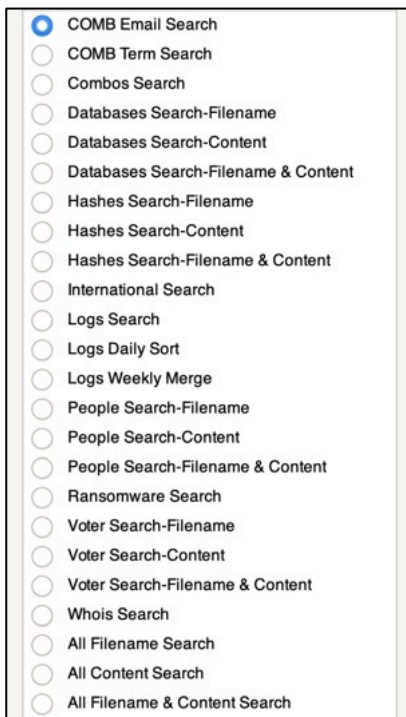 COMB Email Search
COMB Term Search
Combos Search
Databases Search-Filename
Databases Search-Content
Databases Search-Filename & Content
Hashes Search-Filename
Hashes Search-Content
Hashes Search-Filename & Content
International Search
Logs Search
Logs Daily Sort
Logs Weekly Merge
People Search-Filename
People Search-Content
People Search-Filename & Content
Ransomware Search
Voter Search-Filename
Voter Search-Content
Voter Search-Filename & Content
Whois Search
All Filename Search
All Content Search
All Filename & Content Search